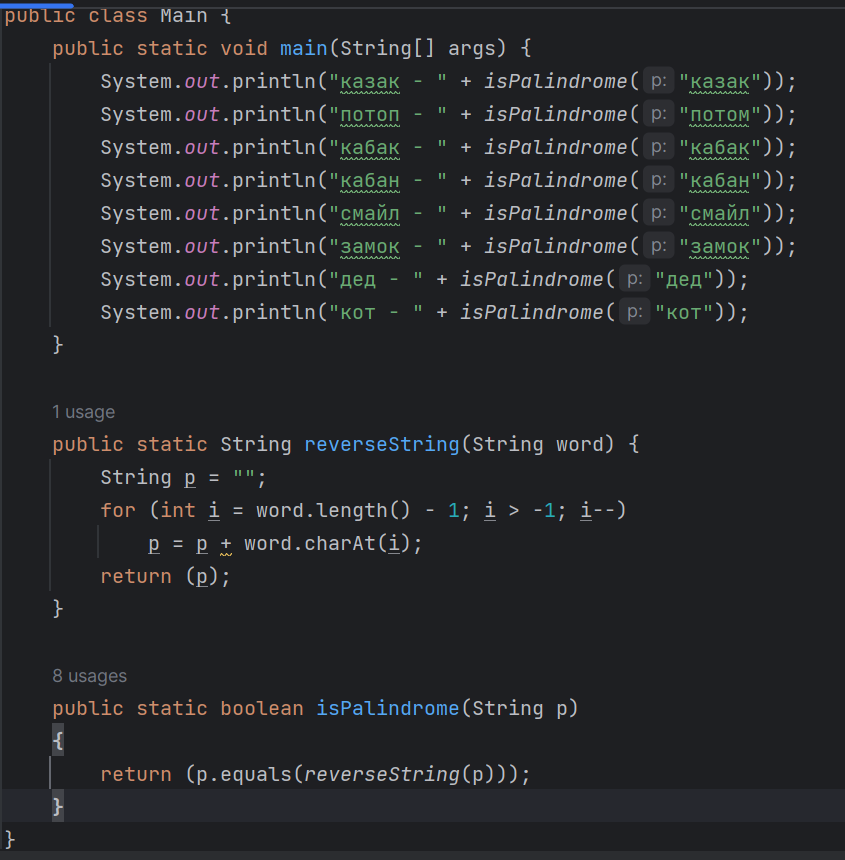 public class Main {
    public static void main(String[] args) {
        System.out.println("казак - " + isPalindrome( p: "казак"));
        System.out.println("потоп - " + isPalindrome( p: "потом"));
        System.out.println("кабак - " + isPalindrome( p: "кабак"));
        System.out.println("кабан - " + isPalindrome( p: "кабан"));
        System.out.println("смайл - " + isPalindrome( p: "смайл"));
        System.out.println("замок - " + isPalindrome( p: "замок"));
        System.out.println("дед - " + isPalindrome( p: "дед"));
        System.out.println("кот - " + isPalindrome( p: "кот"));
    }
    1 usage
    public static String reverseString(String word) {
        String p = "";
        for (int i = word.length() - 1; i > -1; i--)
            p = p + word.charAt(i);
        return (p);
    }
    8 usages
    public static boolean isPalindrome(String p)
    {
        return (p.equals(reverseString(p)));
    }
}